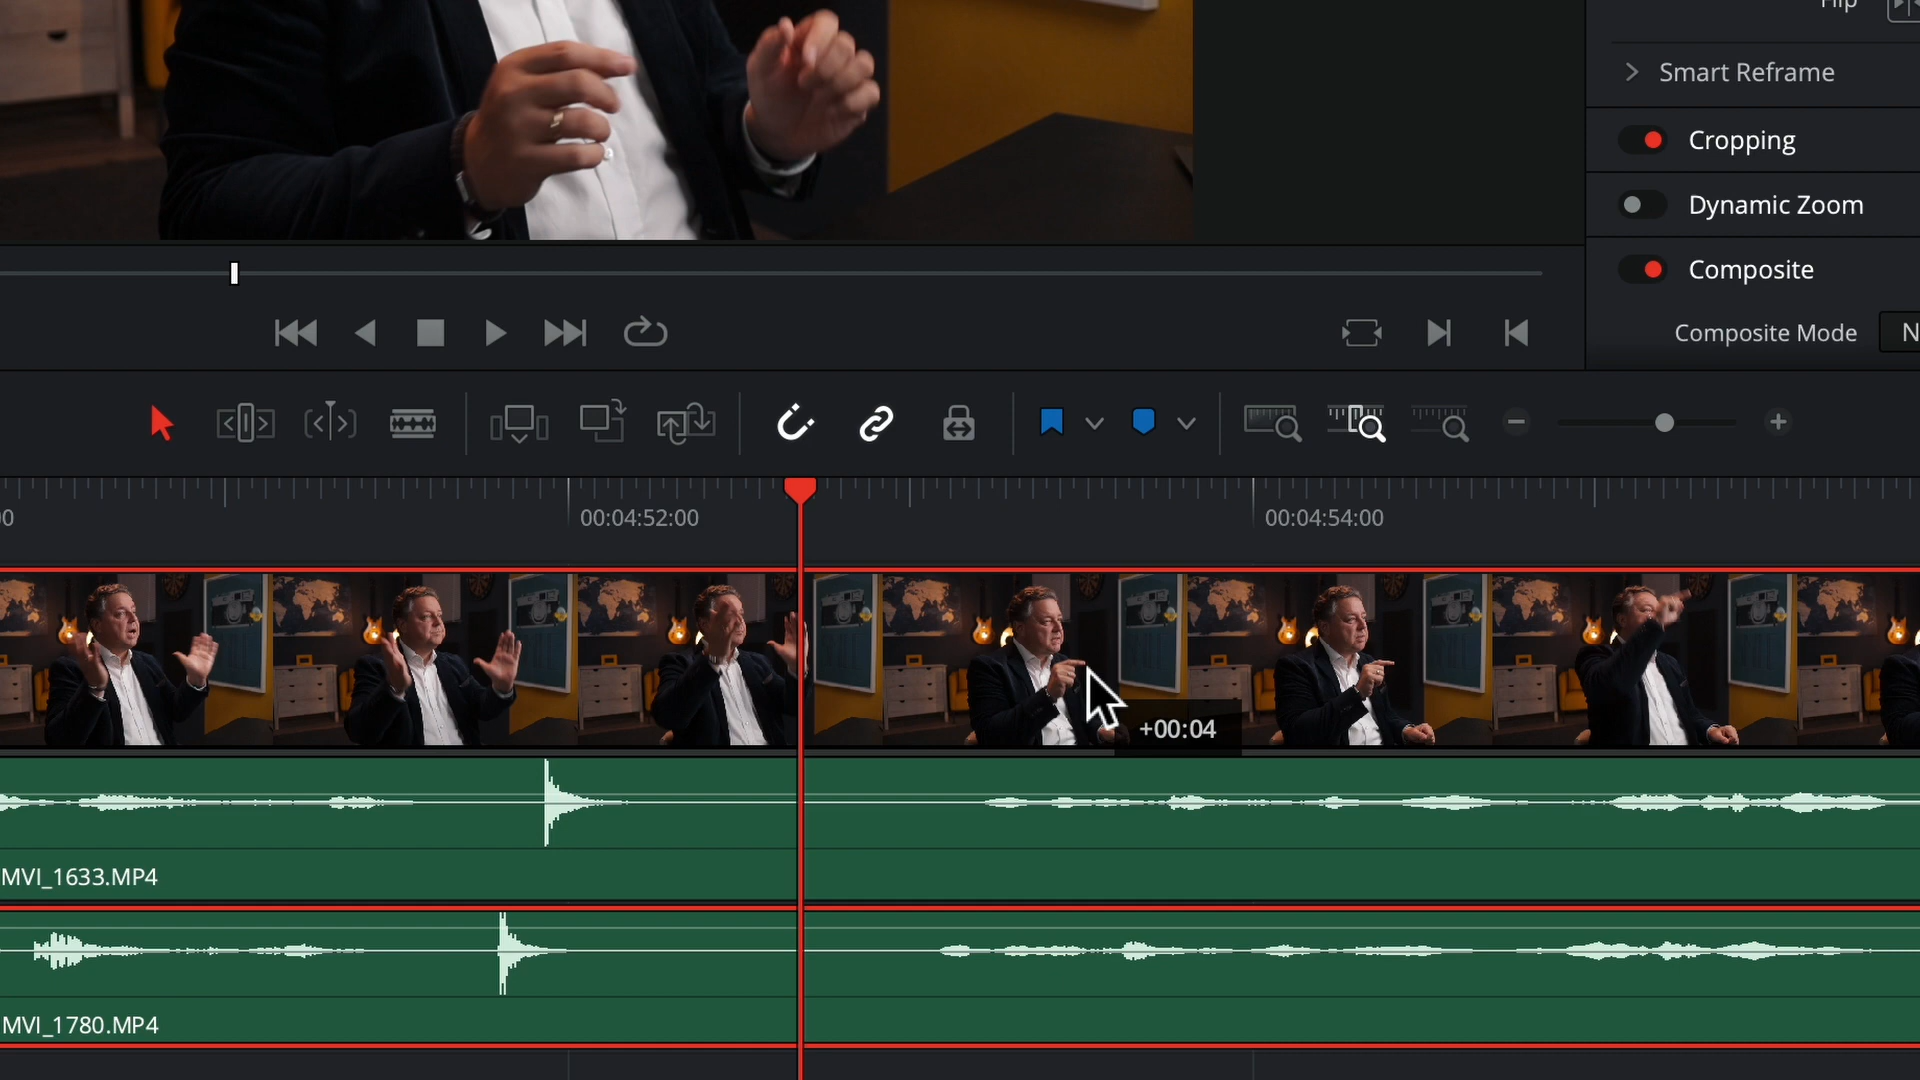 Flip
Smart Reframe
Cropping
Dynamic Zoom
Composite
Composite Mode
N
00:04:52:00
00:04:54:00
+00:04
MVI_1633.MP4
MVI_1780.MP4